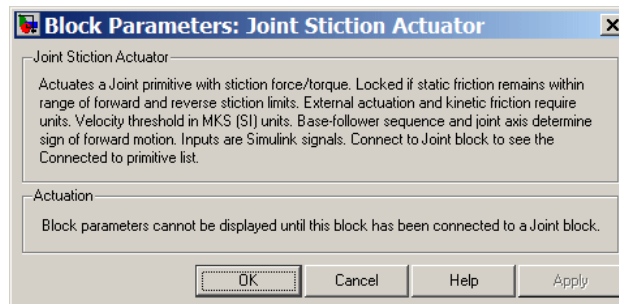 Block Parameters: Joint Stiction Actuator
Joint Stiction Actuator
Actuates a Joint primitive with stiction force/torque. Locked if static friction remains within
range of forward and reverse stiction limits. External actuation and kinetic friction require
units. Velocity threshold in MKS (SI) units. Base-follower sequence and joint axis determine
sign of forward motion. Inputs are Simulink signals. Connect to Joint block to see the
Connected to primitive list.
Actuation
Block parameters cannot be displayed until this block has been connected to a Joint block.
OK Cancel Help Apply